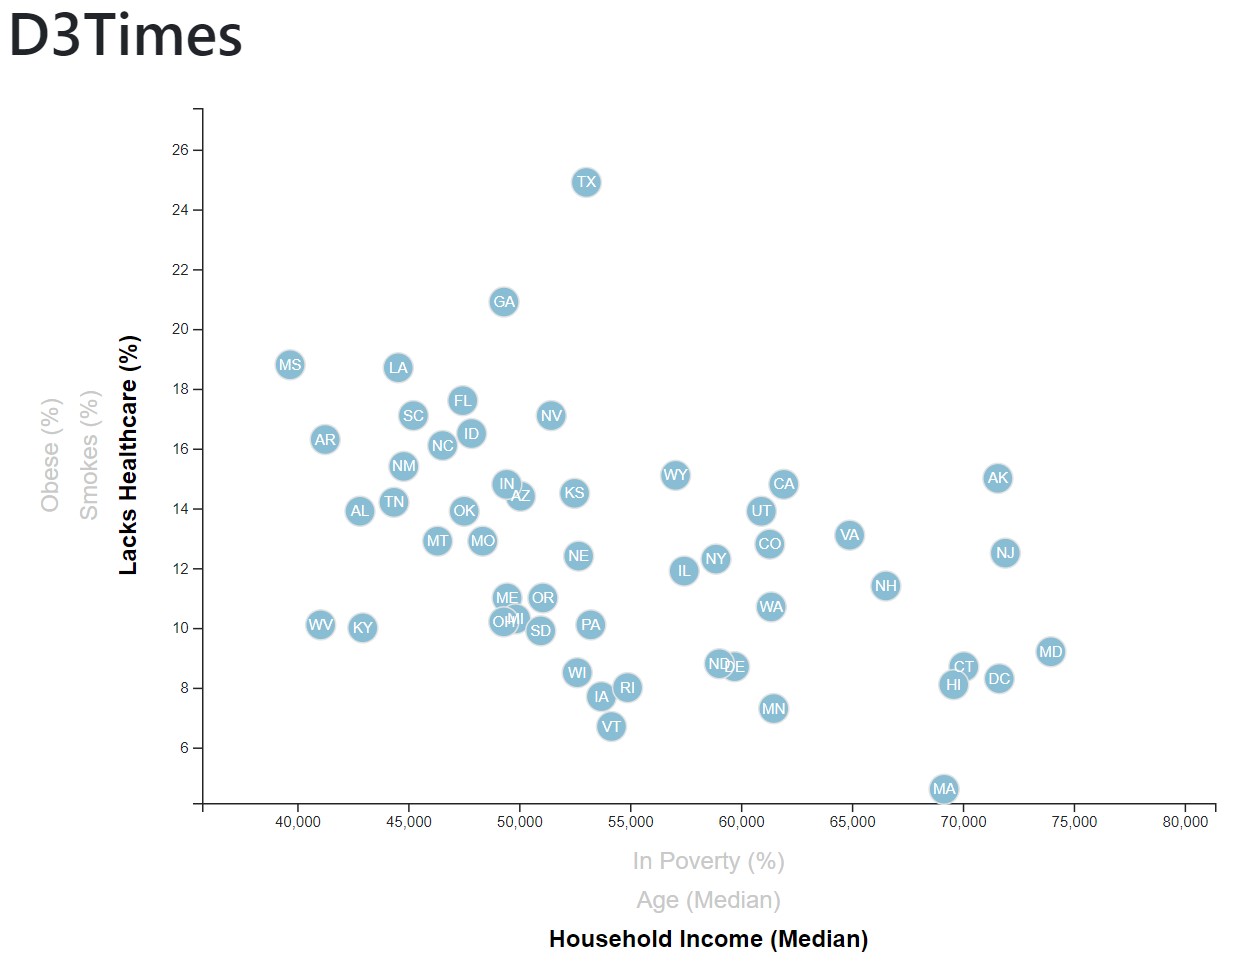 D3Times
26
24
22
20
18
16
14
12
10
8
6
Obese (%)
Smokes (%)
Lacks Healthcare (%)
TX
GA
MS
LA
FL
SC
NV
ID
AR
NC
NM
WY
AK
IN
CA
AZ
KS
TN
AL
OK
UT
VA
MT
MO
CO
NJ
NE
NY
IL
NH
ME
OR
WA
MI
OH
WV
PA
KY
SD
MD
ND
DE
CT
WI
DC
HI
RI
IA
MN
VT
MA
40,000
45,000
50,000
55,000
60,000
65,000
70,000
75,000
80,000
In Poverty (%)
Age (Median)
Household Income (Median)